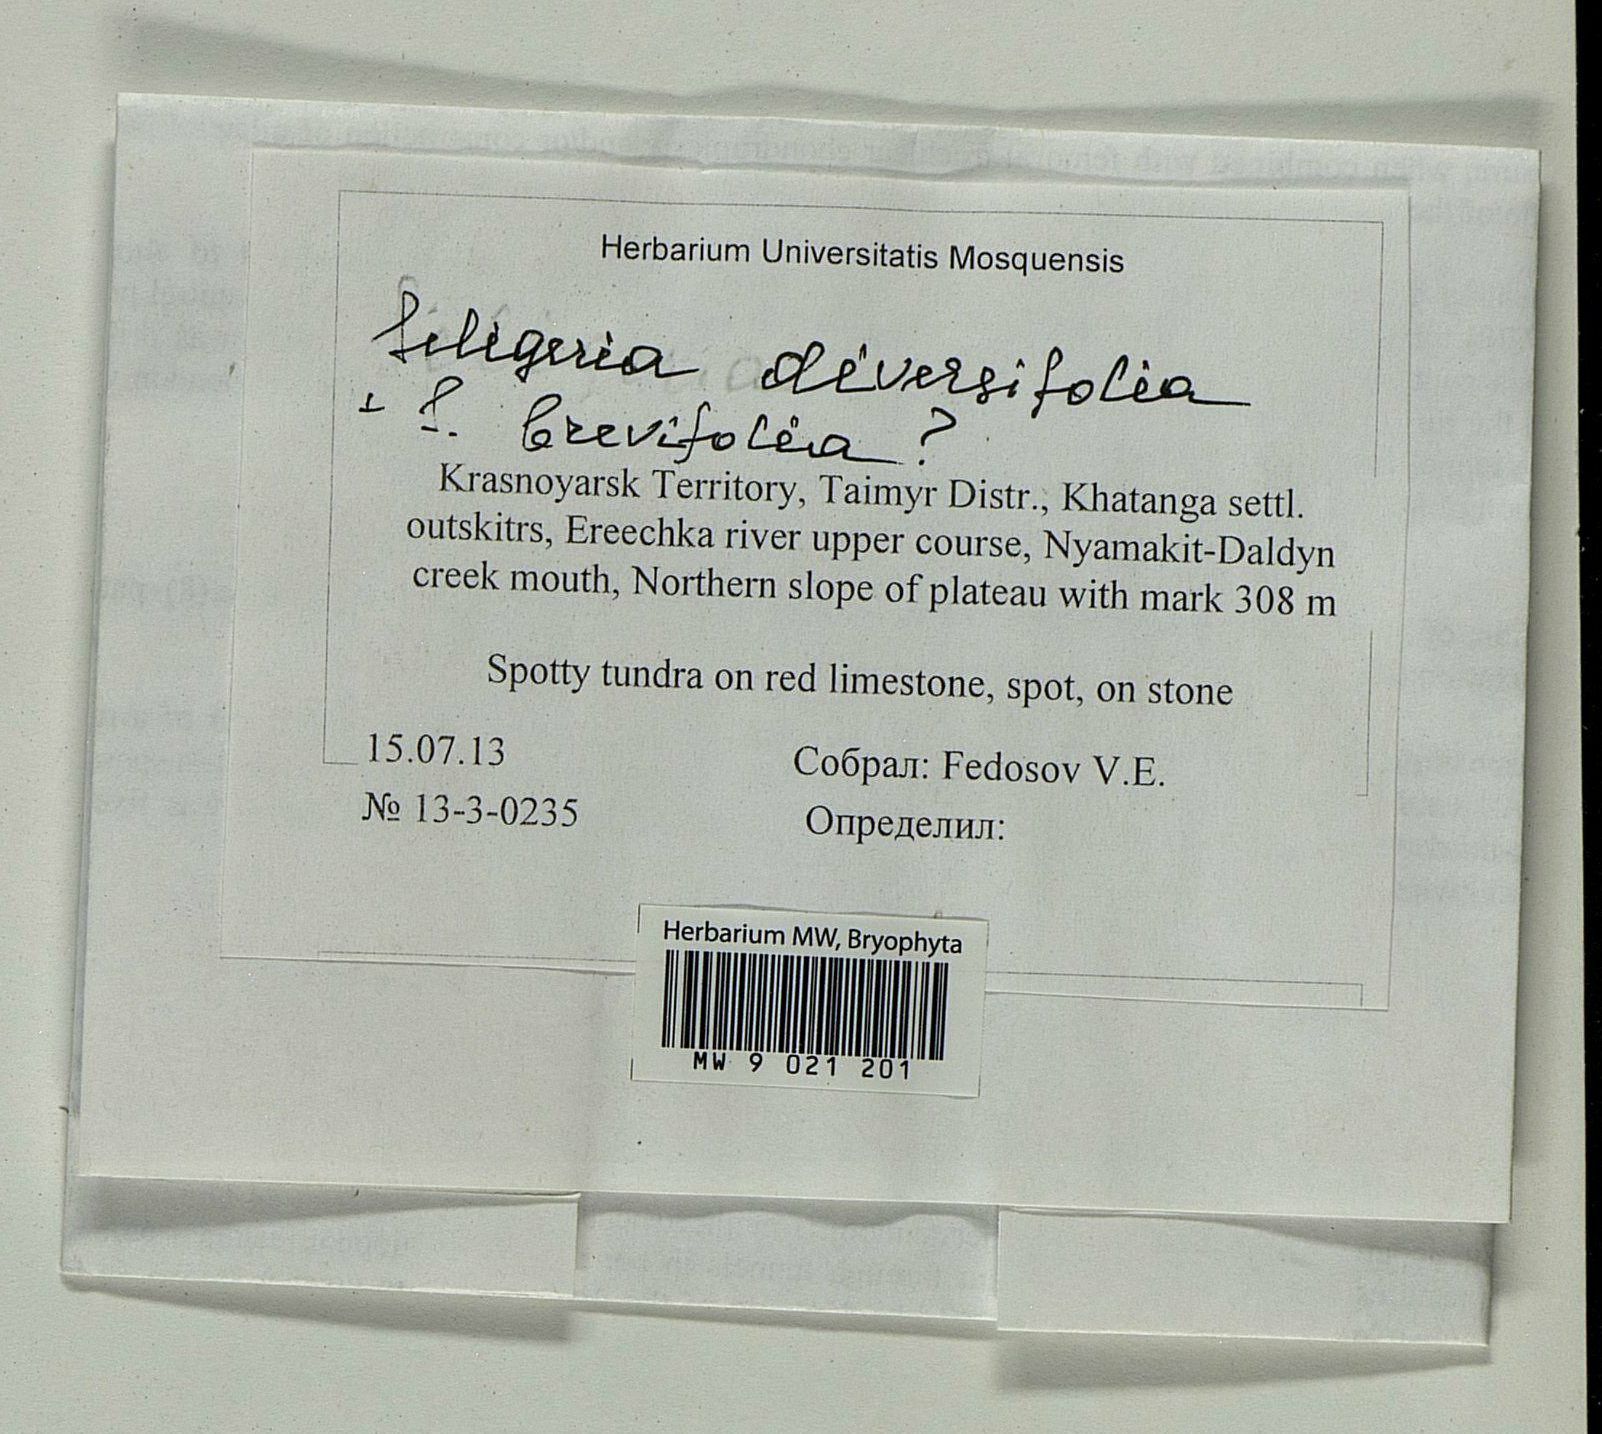 Herbarium Universitatis Mosquensis
Seligeria diversifolia
+ S. brevifolia ?
Krasnoyarsk Territory, Taimyr Distr., Khatanga settl.
outskitrs, Ereechka river upper course, Nyamakit-Daldyn
creek mouth, Northern slope of plateau with mark 308 m
Spotty tundra on red limestone, spot, on stone
15.07.13
Собрал: Fedosov V.E.
№ 13-3-0235
Определил:
Herbarium MW, Bryophyta
MW 9 021 201